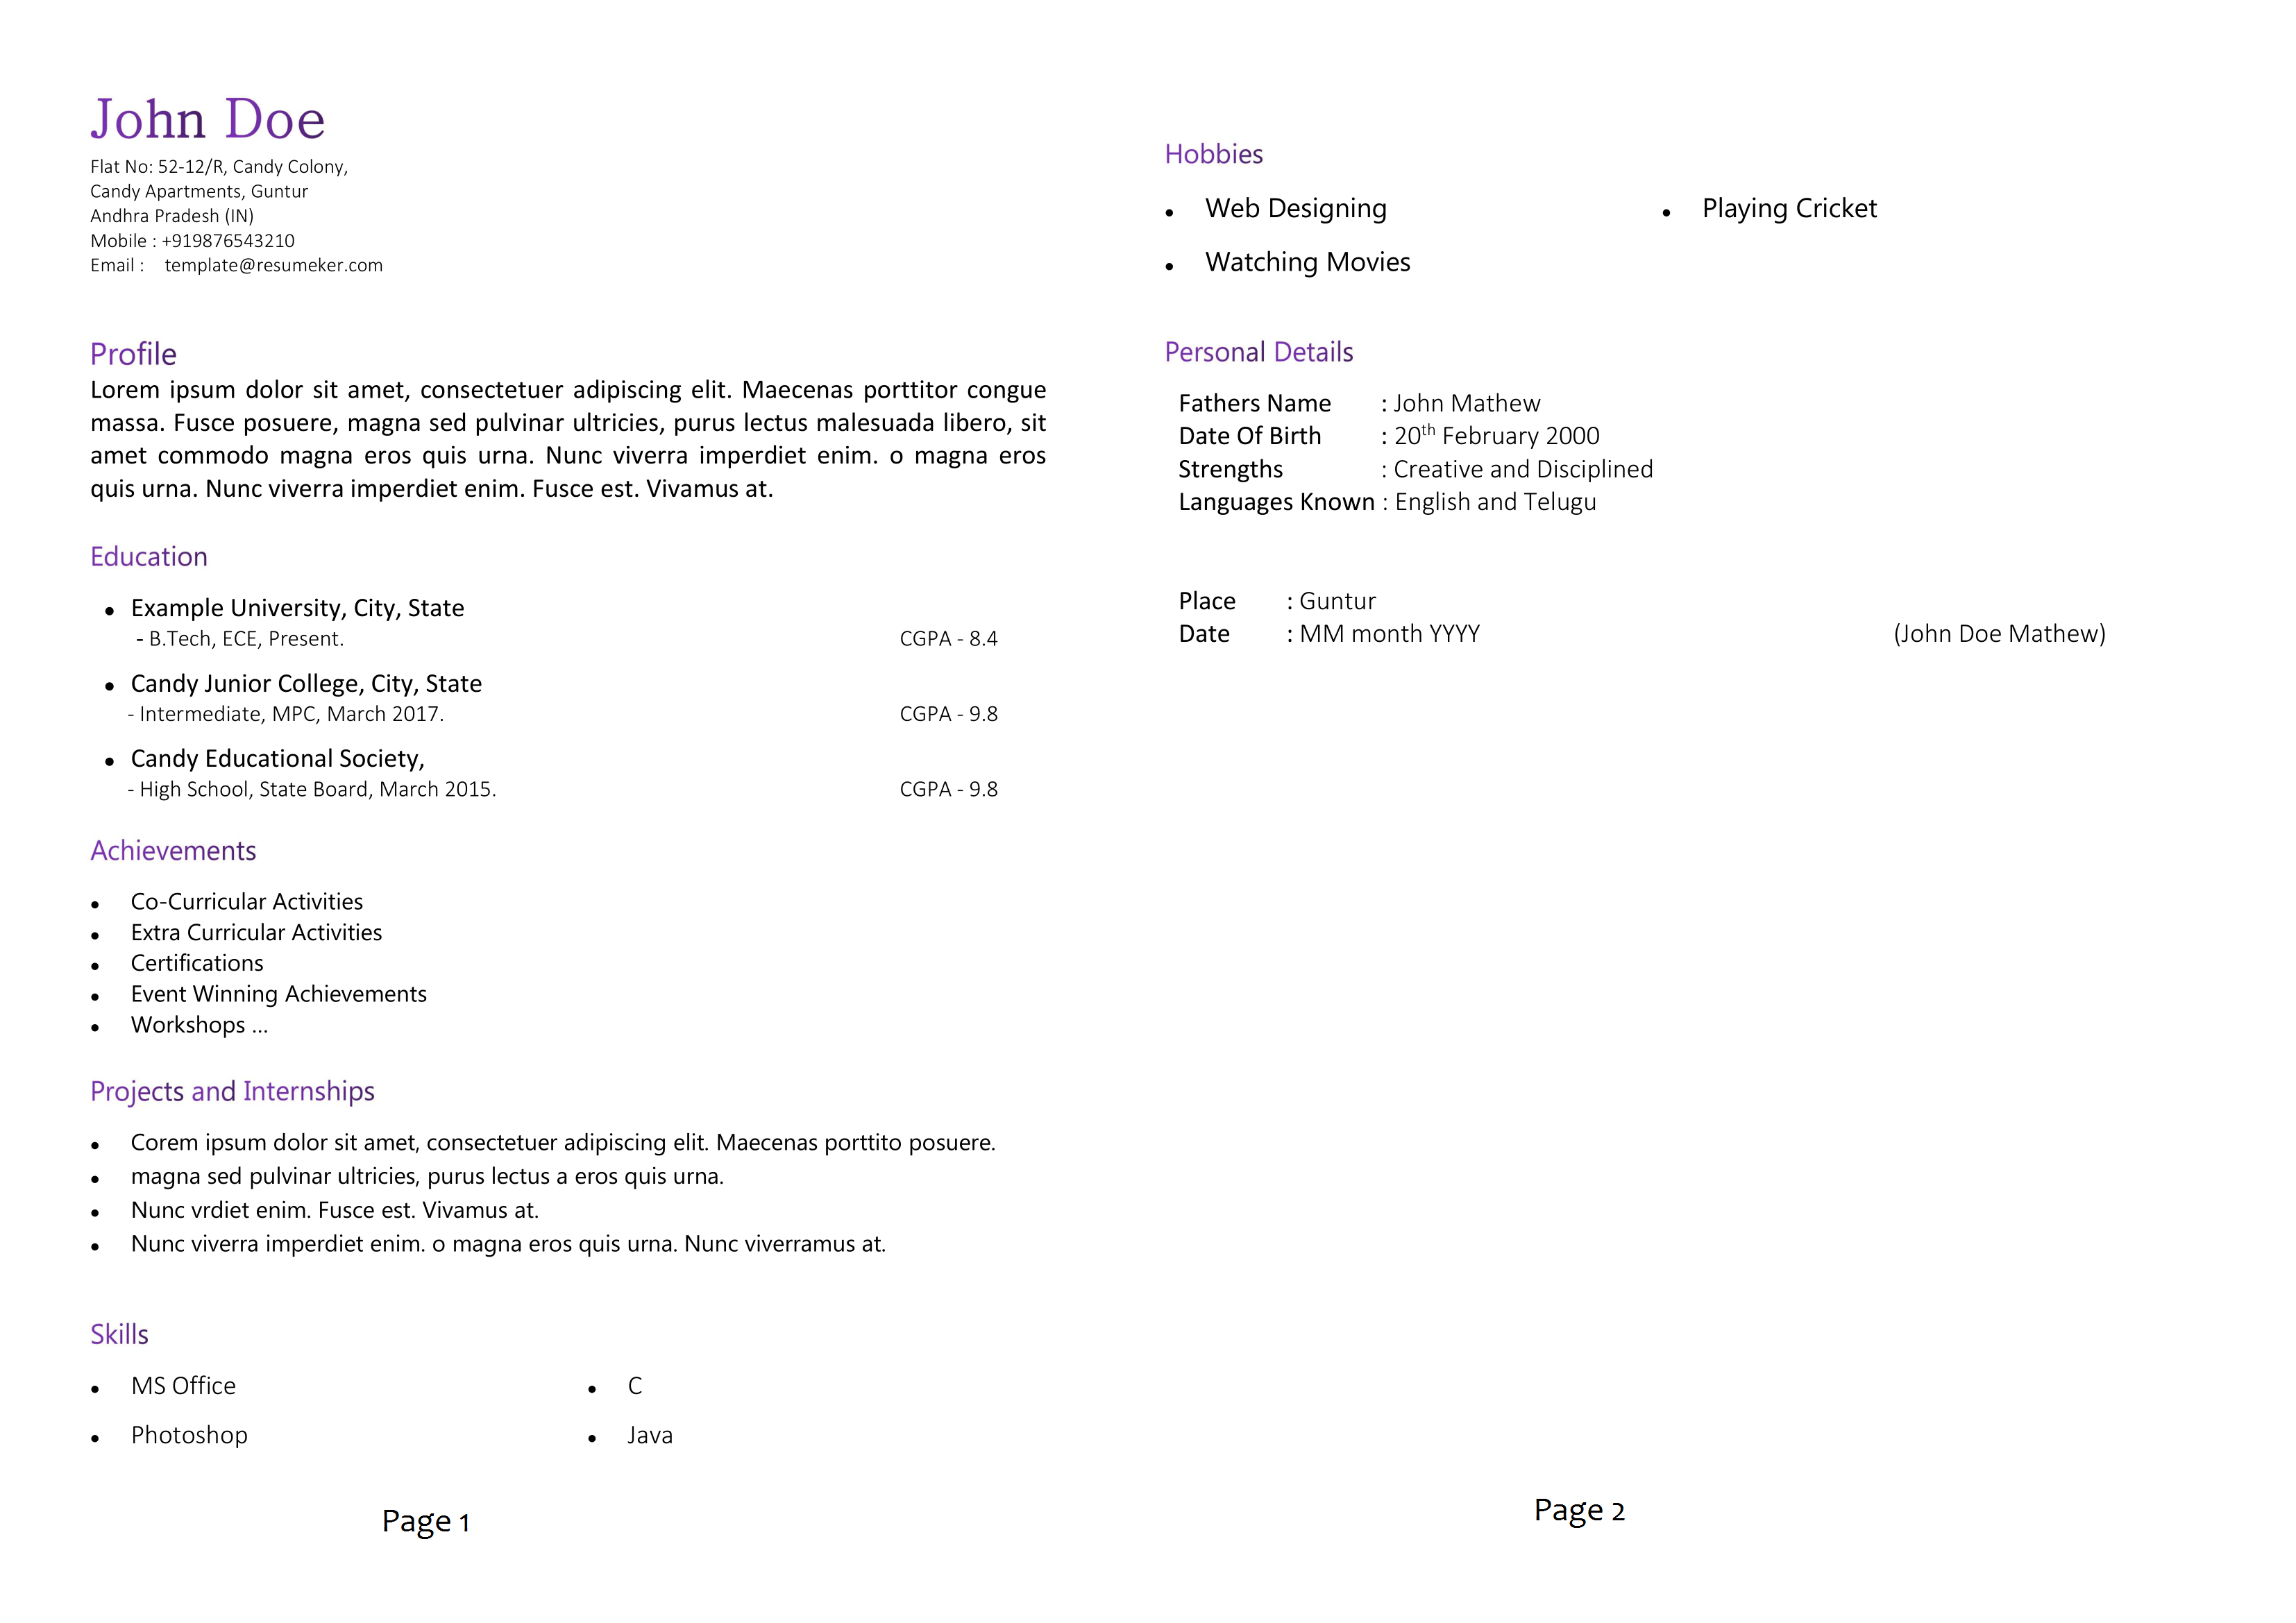 John Doe
Flat No: 52-12/R, Candy Colony,
Candy Apartments, Guntur
Andhra Pradesh (IN)
Mobile : +919876543210
Email : template@resumeker.com
Profile
Lorem ipsum dolor sit amet, consectetuer adipiscing elit. Maecenas porttitor congue
massa. Fusce posuere, magna sed pulvinar ultricies, purus lectus malesuada libero, sit
amet commodo magna eros quis urna. Nunc viverra imperdiet enim. o magna eros
quis urna. Nunc viverra imperdiet enim. Fusce est. Vivamus at.
Education
• Example University, City, State
- B.Tech, ECE, Present. CGPA - 8.4
• Candy Junior College, City, State
- Intermediate, MPC, March 2017. CGPA - 9.8
• Candy Educational Society,
- High School, State Board, March 2015. CGPA - 9.8
Achievements
• Co-Curricular Activities
• Extra Curricular Activities
• Certifications
• Event Winning Achievements
• Workshops ...
Projects and Internships
• Corem ipsum dolor sit amet, consectetuer adipiscing elit. Maecenas porttito posuere.
• magna sed pulvinar ultricies, purus lectus a eros quis urna.
• Nunc vrdiet enim. Fusce est. Vivamus at.
• Nunc viverra imperdiet enim. o magna eros quis urna. Nunc viverramus at.
Skills
• MS Office • C
• Photoshop • Java
Page 1
Hobbies
• Web Designing • Playing Cricket
• Watching Movies
Personal Details
Fathers Name : John Mathew
Date Of Birth : 20th February 2000
Strengths : Creative and Disciplined
Languages Known : English and Telugu
Place : Guntur
Date : MM month YYYY (John Doe Mathew)
Page 2